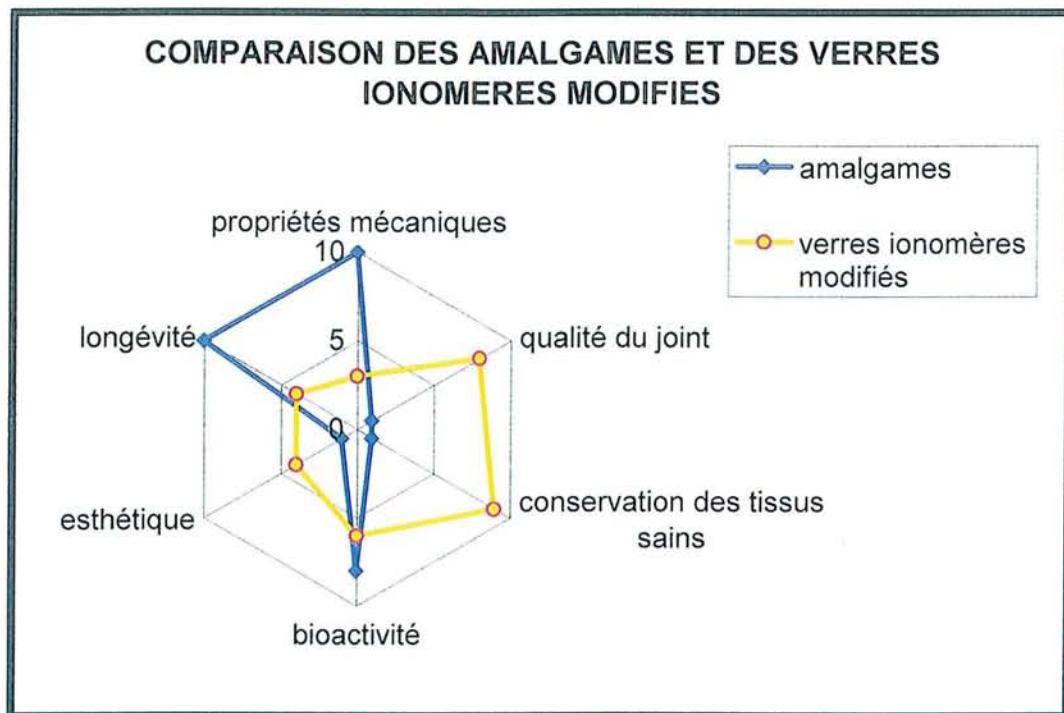 COMPARAISON DES AMALGAMES ET DES VERRES
IONOMERES MODIFIES
amalgames
verres ionomères
modifiés
propriétés mécaniques
10
longévité
5
qualité du joint
0
esthétique
conservation des tissus
sains
bioactivité